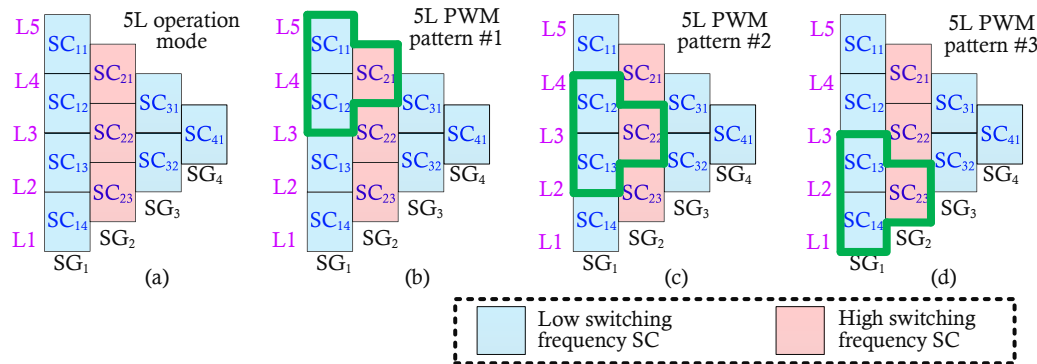 5L operation
mode
L5
L4
L3
L2
L1
SC11
SC12
SC13
SC14
SC21
SC22
SC23
SC31
SC32
SC41
SG1
SG2
SG3
SG4
(a)
5L PWM
pattern #1
L5
L4
L3
L2
L1
SC11
SC12
SC13
SC14
SC21
SC22
SC23
SC31
SC32
SC41
SG1
SG2
SG3
SG4
(b)
5L PWM
pattern #2
L5
L4
L3
L2
L1
SC11
SC12
SC13
SC14
SC21
SC22
SC23
SC31
SC32
SC41
SG1
SG2
SG3
SG4
(c)
5L PWM
pattern #3
L5
L4
L3
L2
L1
SC11
SC12
SC13
SC14
SC21
SC22
SC23
SC31
SC32
SC41
SG1
SG2
SG3
SG4
(d)
Low switching
frequency SC
High switching
frequency SC